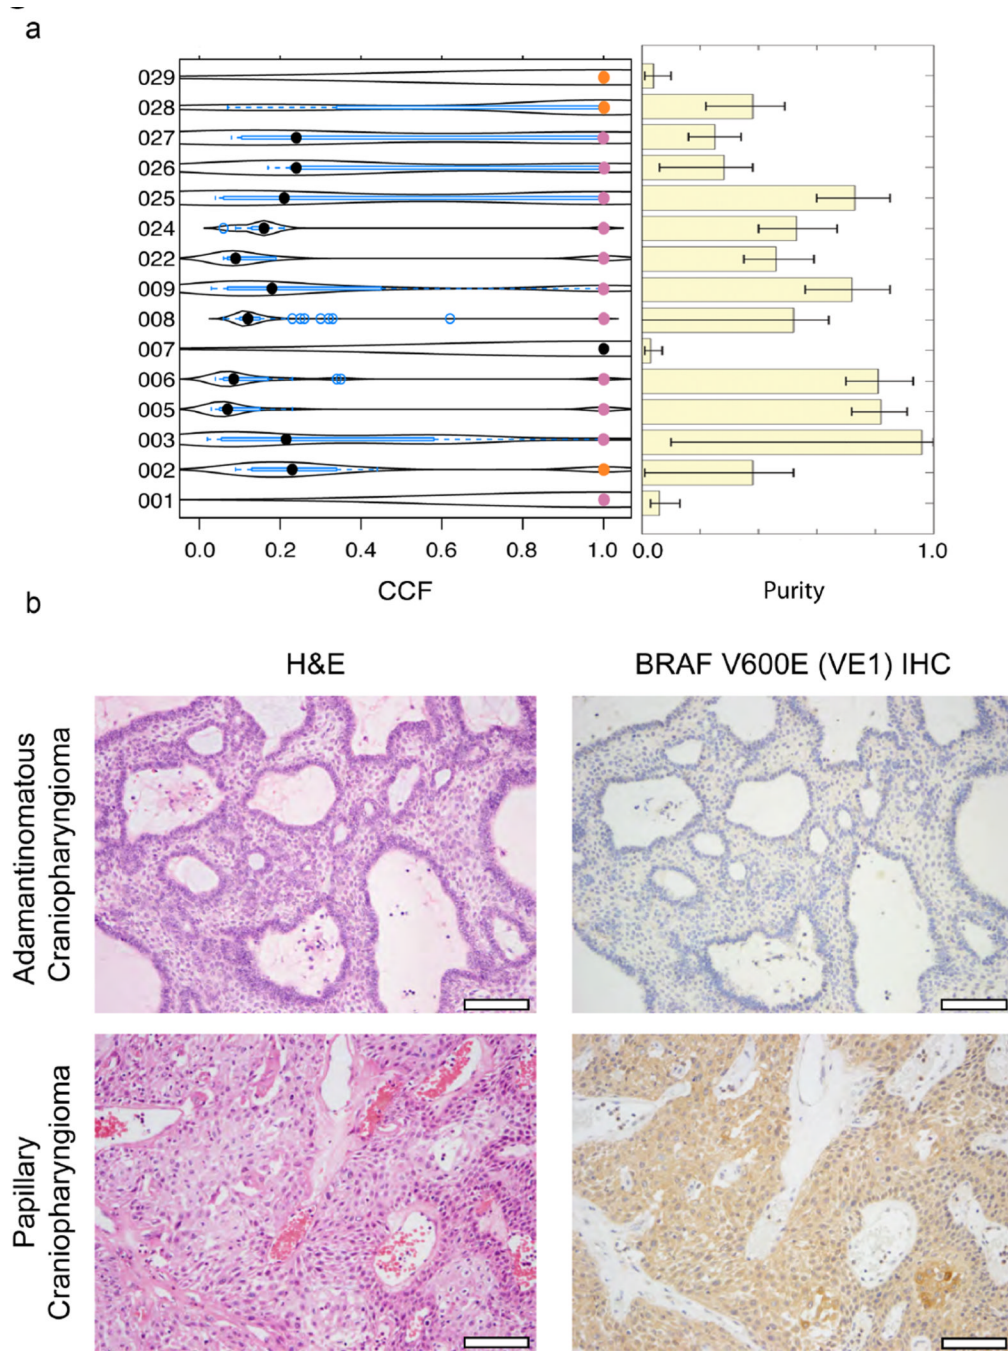 a
029
028
027
026
025
024
022
009
008
007
006
005
003
002
001
0.0 0.2 0.4 0.6 0.8 1.0
0.0 1.0
CCF
Purity
b
H&E
BRAF V600E (VE1) IHC
Adamantinomatous
Craniopharyngioma
Papillary
Craniopharyngioma